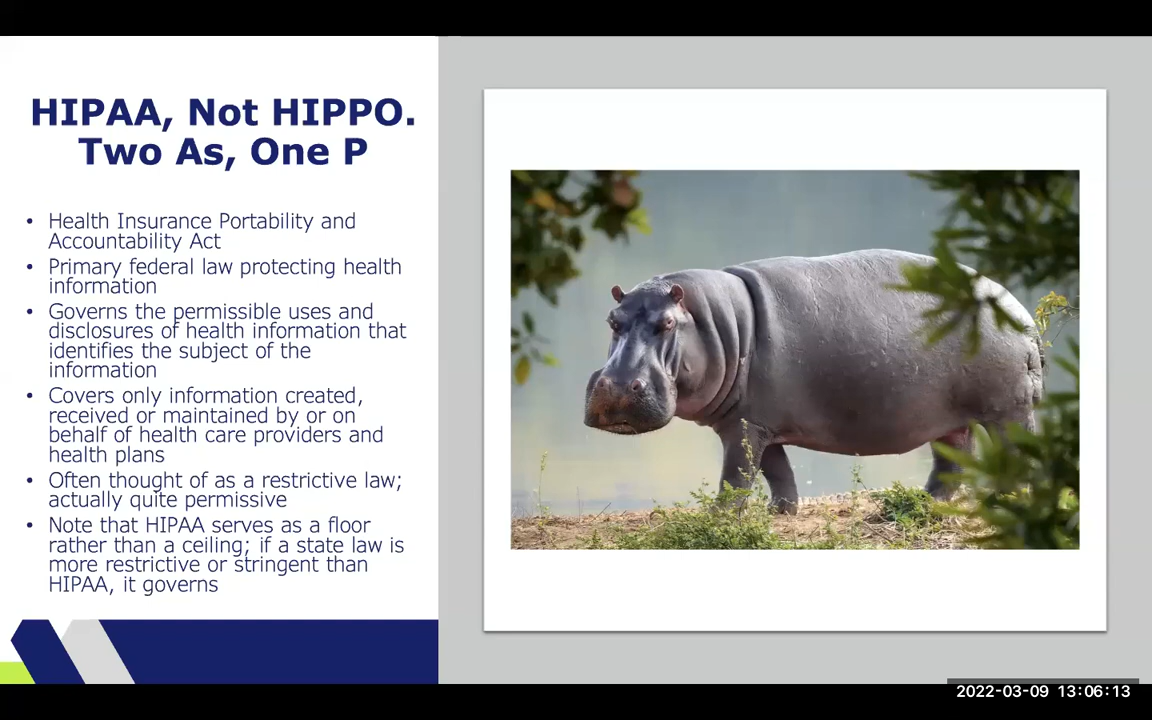 HIPAA, Not HIPPO.
Two As, One P
• Health Insurance Portability and
Accountability Act
• Primary federal law protecting health
information
• Governs the permissible uses and
disclosures of health information that
identifies the subject of the
information
• Covers only information created,
received or maintained by or on
behalf of health care providers and
health plans
• Often thought of as a restrictive law;
actually quite permissive
• Note that HIPAA serves as a floor
rather than a ceiling; if a state law is
more restrictive or stringent than
HIPAA, it governs
2022-03-09 13:06:13